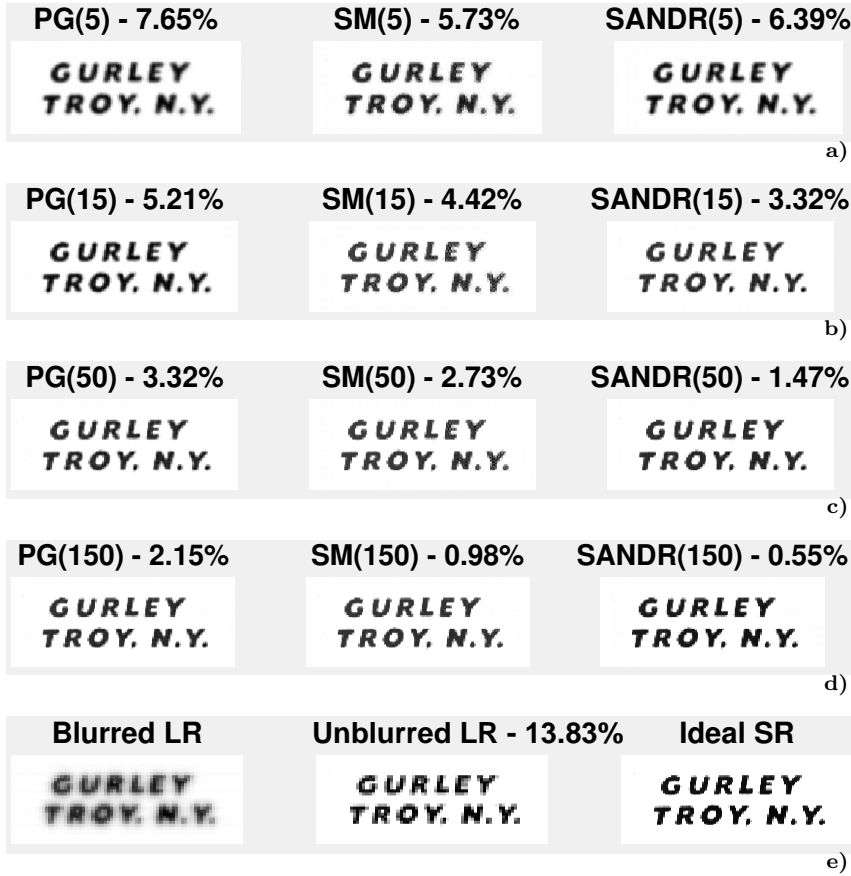 PG(5) - 7.65% SM(5) - 5.73% SANDR(5) - 6.39%
GURLEY GURLEY GURLEY
TROY, N.Y. TROY, N.Y. TROY, N.Y.
a)
PG(15) - 5.21% SM(15) - 4.42% SANDR(15) - 3.32%
GURLEY GURLEY GURLEY
TROY, N.Y. TROY, N.Y. TROY, N.Y.
b)
PG(50) - 3.32% SM(50) - 2.73% SANDR(50) - 1.47%
GURLEY GURLEY GURLEY
TROY, N.Y. TROY, N.Y. TROY, N.Y.
c)
PG(150) - 2.15% SM(150) - 0.98% SANDR(150) - 0.55%
GURLEY GURLEY GURLEY
TROY, N.Y. TROY, N.Y. TROY, N.Y.
d)
Blurred LR Unblurred LR - 13.83% Ideal SR
GURLEY GURLEY GURLEY
TROY, N.Y. TROY, N.Y. TROY, N.Y.
e)